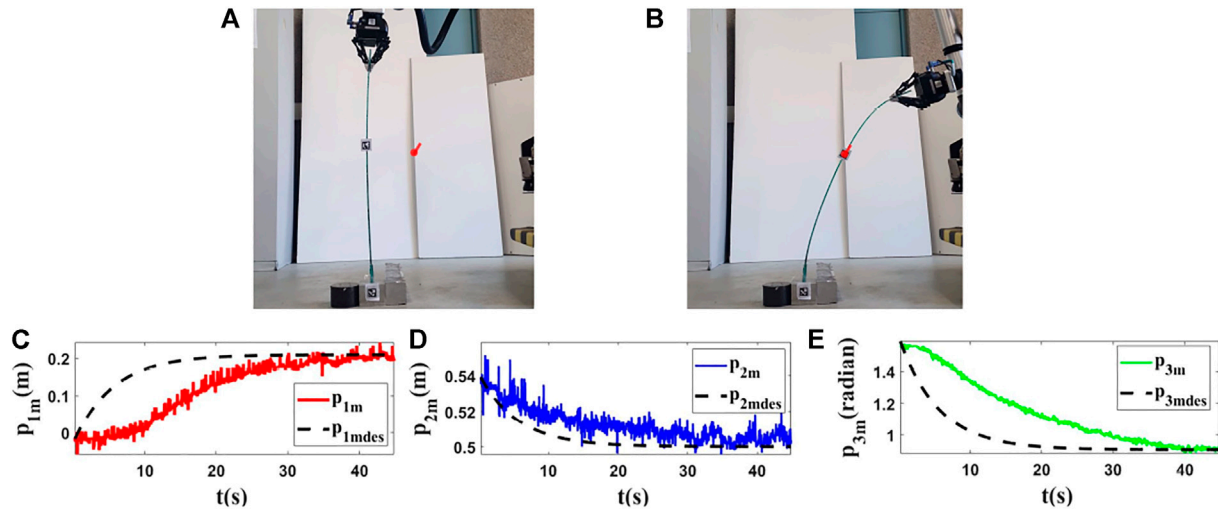 A
B
C
p1m(m)
0.2
0.1
0
10
20
30
40
t(s)
p1m
p1mdes
D
p2m(m)
0.54
0.52
0.5
10
20
30
40
t(s)
p2m
p2mdes
E
p3m(radian)
1.4
1.2
1
10
20
30
40
t(s)
p3m
p3mdes